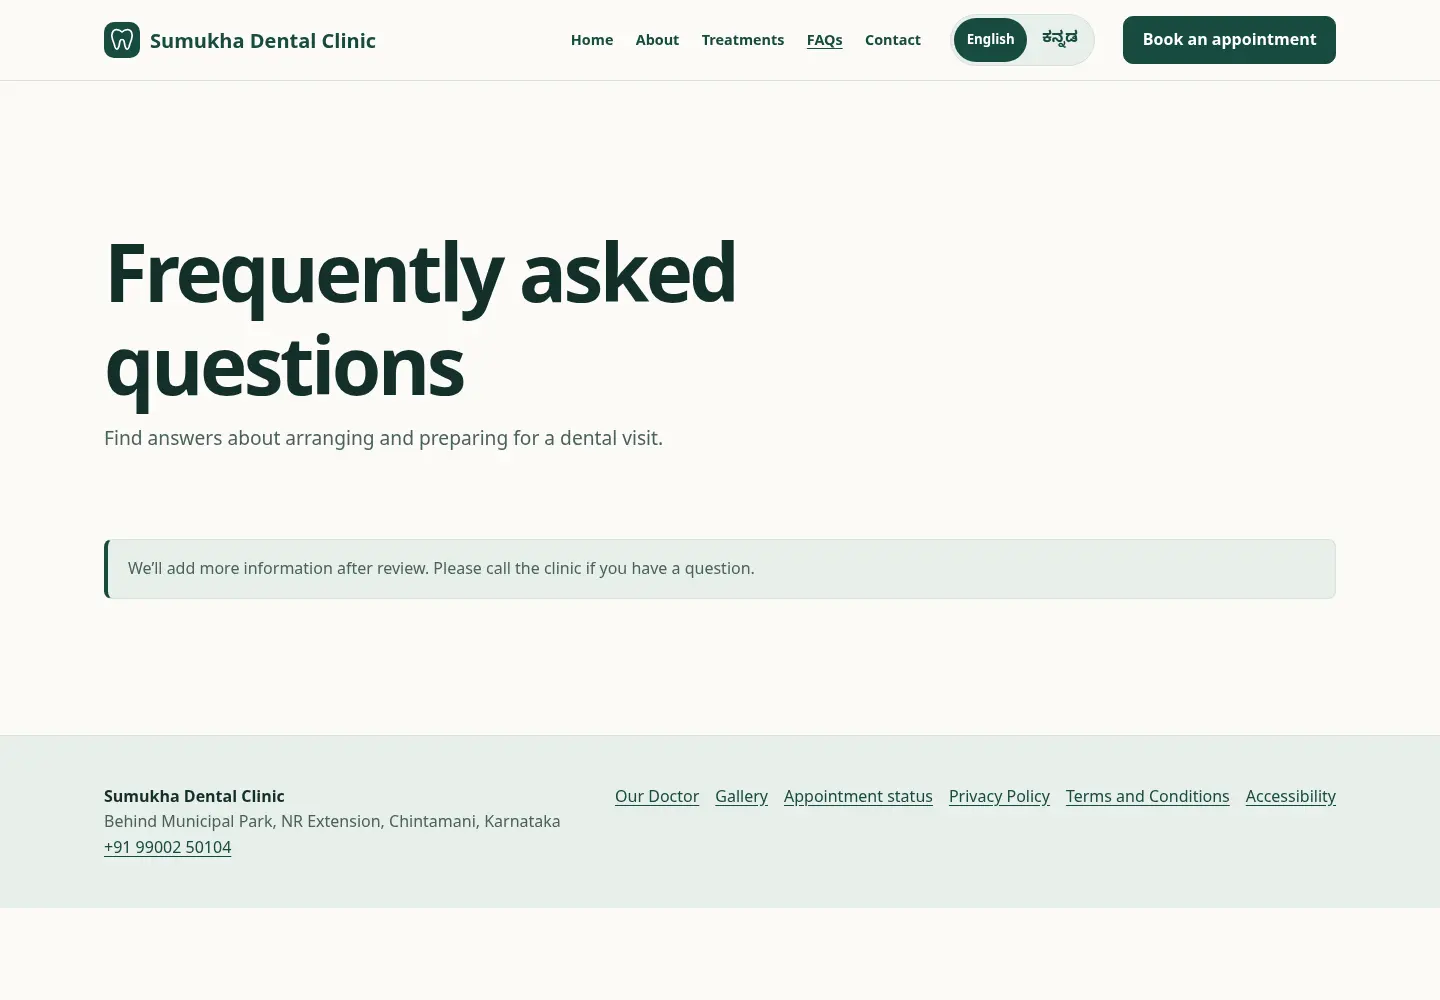 Sumukha Dental Clinic
Home
About
Treatments
FAQs
Contact
English
ಕನ್ನಡ
Book an appointment
Frequently asked
questions
Find answers about arranging and preparing for a dental visit.
We’ll add more information after review. Please call the clinic if you have a question.
Sumukha Dental Clinic
Behind Municipal Park, NR Extension, Chintamani, Karnataka
+91 99002 50104
Our Doctor
Gallery
Appointment status
Privacy Policy
Terms and Conditions
Accessibility